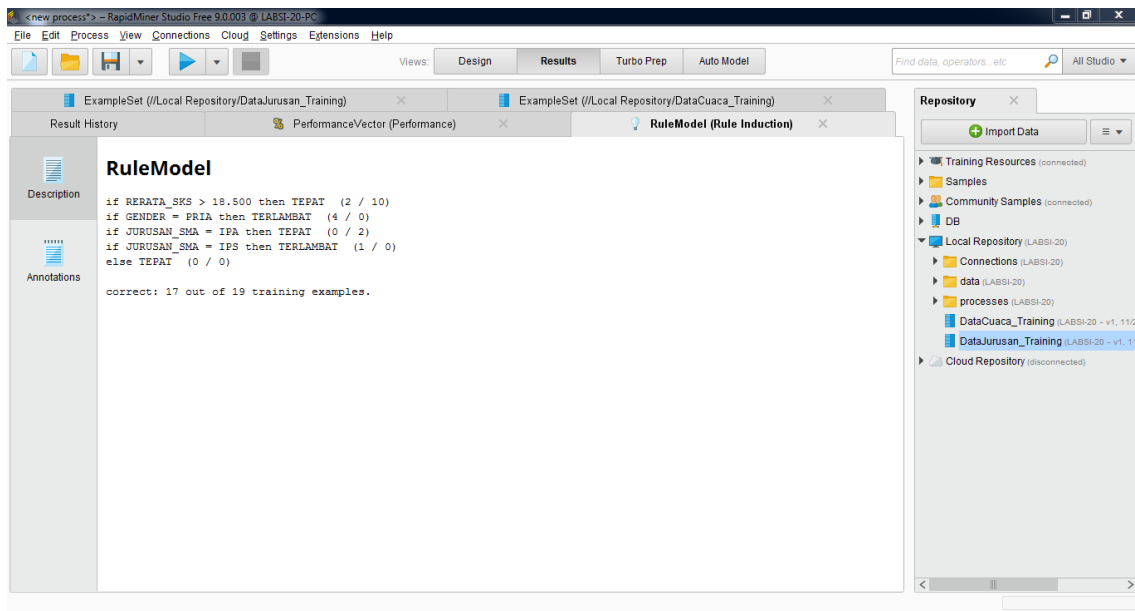 <new process*> – RapidMiner Studio Free 9.0.003 @ LABSI-20-PC
File Edit Process View Connections Cloud Settings Extensions Help
Views: Design Results Turbo Prep Auto Model
Find data, operators...etc
All Studio
ExampleSet (//Local Repository/DataJurusan_Training)
ExampleSet (//Local Repository/DataCuaca_Training)
Result History
PerformanceVector (Performance)
RuleModel (Rule Induction)
Description
Annotations
RuleModel
if RERATA_SKS > 18.500 then TEPAT (2 / 10)
if GENDER = PRIA then TERLAMBAT (4 / 0)
if JURUSAN_SMA = IPA then TEPAT (0 / 2)
if JURUSAN_SMA = IPS then TERLAMBAT (1 / 0)
else TEPAT (0 / 0)
correct: 17 out of 19 training examples.
Repository
Import Data
Training Resources (connected)
Samples
Community Samples (connected)
DB
Local Repository (LABSI-20)
Connections (LABSI-20)
data (LABSI-20)
processes (LABSI-20)
DataCuaca_Training (LABSI-20 - v1, 11/2
DataJurusan_Training (LABSI-20 - v1, 11
Cloud Repository (disconnected)